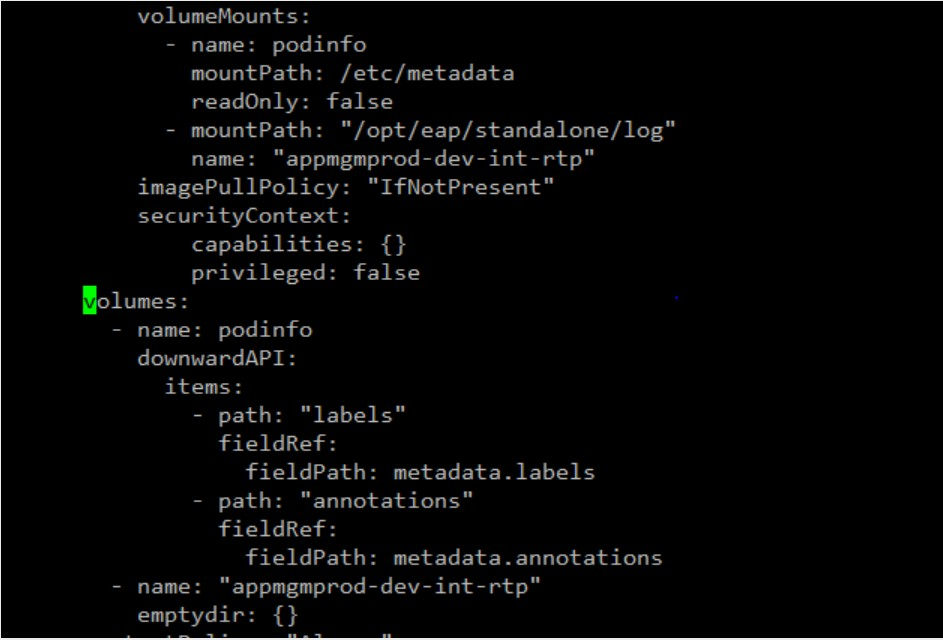 volumeMounts:
- name: podinfo
mountPath: /etc/metadata
readOnly: false
- mountPath: "/opt/eap/standalone/log"
name: "appmgmprod-dev-int-rtp"
imagePullPolicy: "IfNotPresent"
securityContext:
capabilities: {}
privileged: false
volumes:
- name: podinfo
downwardAPI:
items:
- path: "labels"
fieldRef:
fieldPath: metadata.labels
- path: "annotations"
fieldRef:
fieldPath: metadata.annotations
- name: "appmgmprod-dev-int-rtp"
emptydir: {}